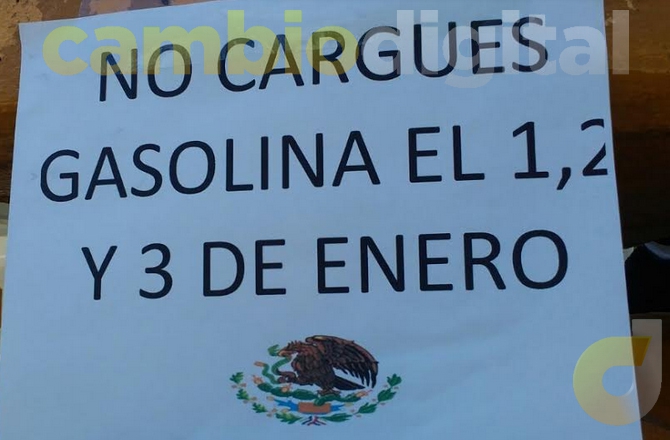 cambiodigital
NO CARGUES
GASOLINA EL 1,2
Y 3 DE ENERO